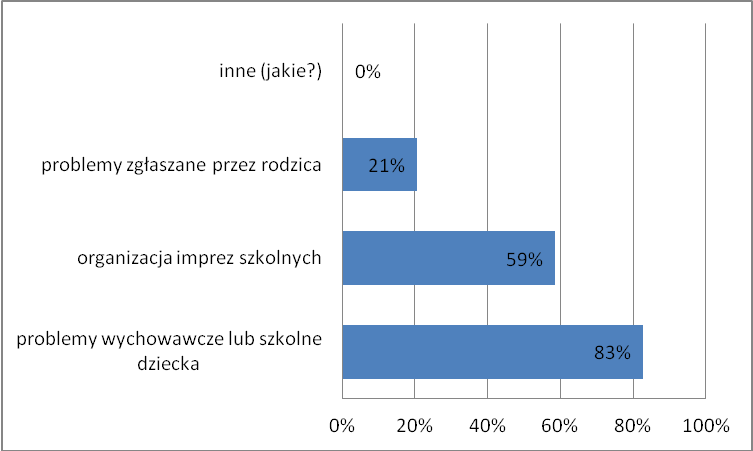 inne (jakie?)
0%
problemy zgłaszane przez rodzica
21%
organizacja imprez szkolnych
59%
problemy wychowawcze lub szkolne
dziecka
83%
0% 20% 40% 60% 80% 100%